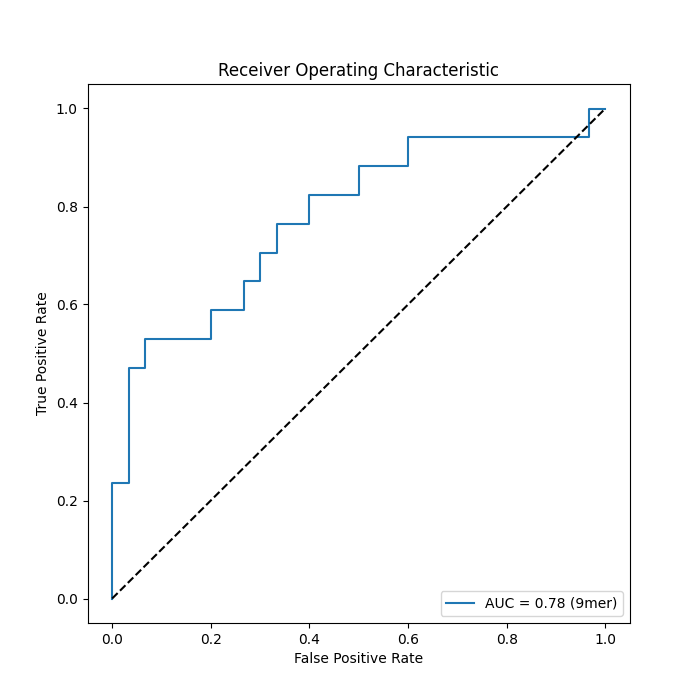 Receiver Operating Characteristic
1.0
0.8
0.6
0.4
0.2
0.0
True Positive Rate
AUC = 0.78 (9mer)
0.0 0.2 0.4 0.6 0.8 1.0
False Positive Rate